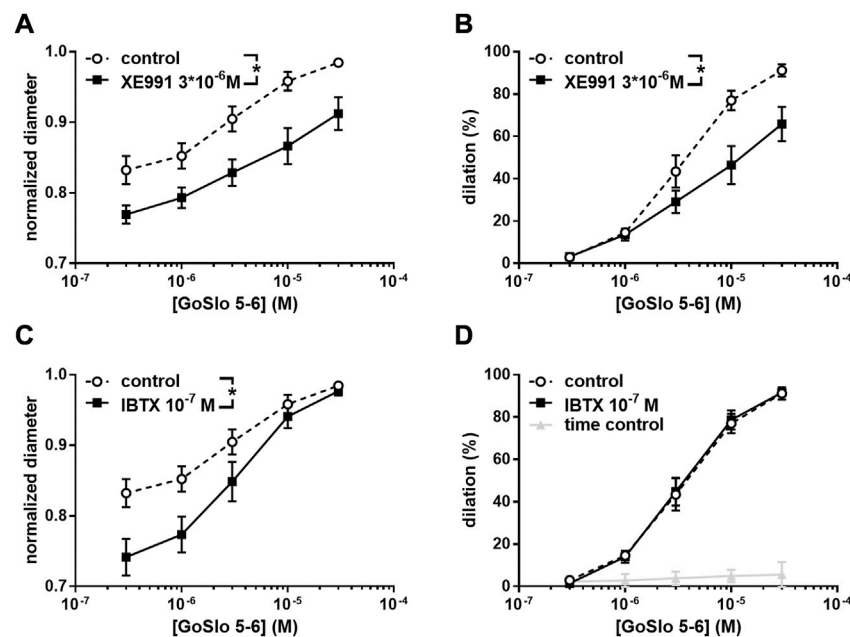 A
1.0
control
XE991 3*10⁻⁶M
*
0.9
0.8
0.7
normalized diameter
10⁻⁷
10⁻⁶
10⁻⁵
10⁻⁴
[GoSlo 5-6] (M)
B
100
control
XE991 3*10⁻⁶M
*
80
60
40
20
0
dilation (%)
10⁻⁷
10⁻⁶
10⁻⁵
10⁻⁴
[GoSlo 5-6] (M)
C
1.0
control
IBTX 10⁻⁷ M
*
0.9
0.8
0.7
normalized diameter
10⁻⁷
10⁻⁶
10⁻⁵
10⁻⁴
[GoSlo 5-6] (M)
D
100
control
IBTX 10⁻⁷ M
time control
80
60
40
20
0
dilation (%)
10⁻⁷
10⁻⁶
10⁻⁵
10⁻⁴
[GoSlo 5-6] (M)